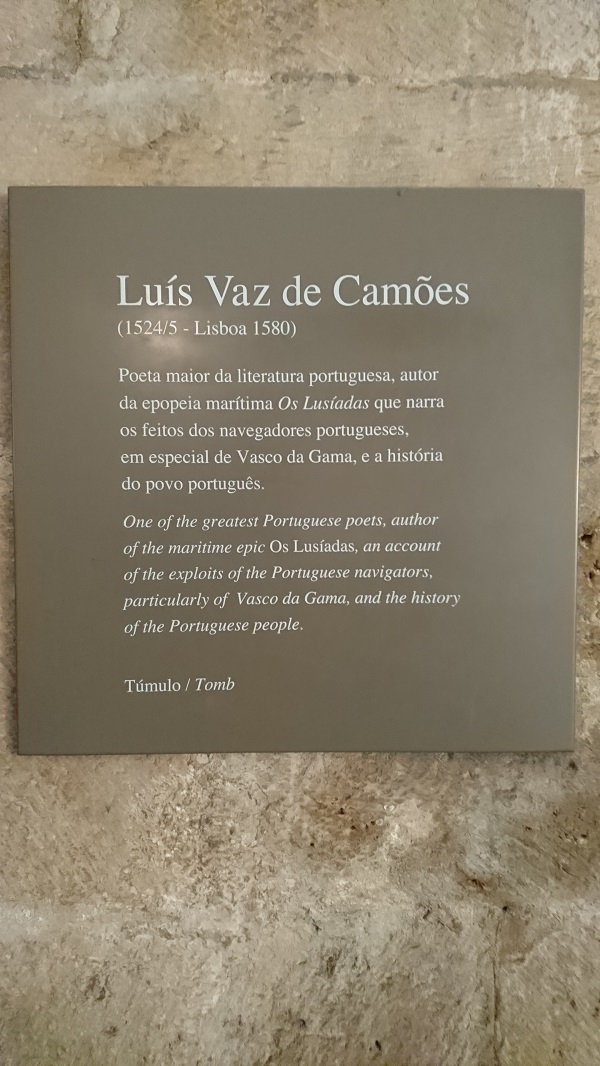 Luís Vaz de Camões
(1524/5 - Lisboa 1580)
Poeta maior da literatura portuguesa, autor
da epopeia marítima Os Lusíadas que narra
os feitos dos navegadores portugueses,
em especial de Vasco da Gama, e a história
do povo português.
One of the greatest Portuguese poets, author
of the maritime epic Os Lusíadas, an account
of the exploits of the Portuguese navigators,
particularly of Vasco da Gama, and the history
of the Portuguese people.
Túmulo / Tomb